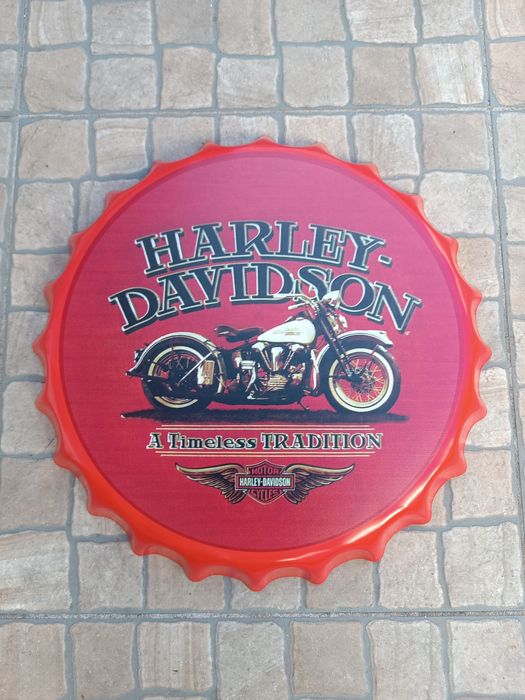 HARLEY-
DAVIDSON
A Timeless TRADITION
MOTOR
HARLEY-DAVIDSON
CYCLES